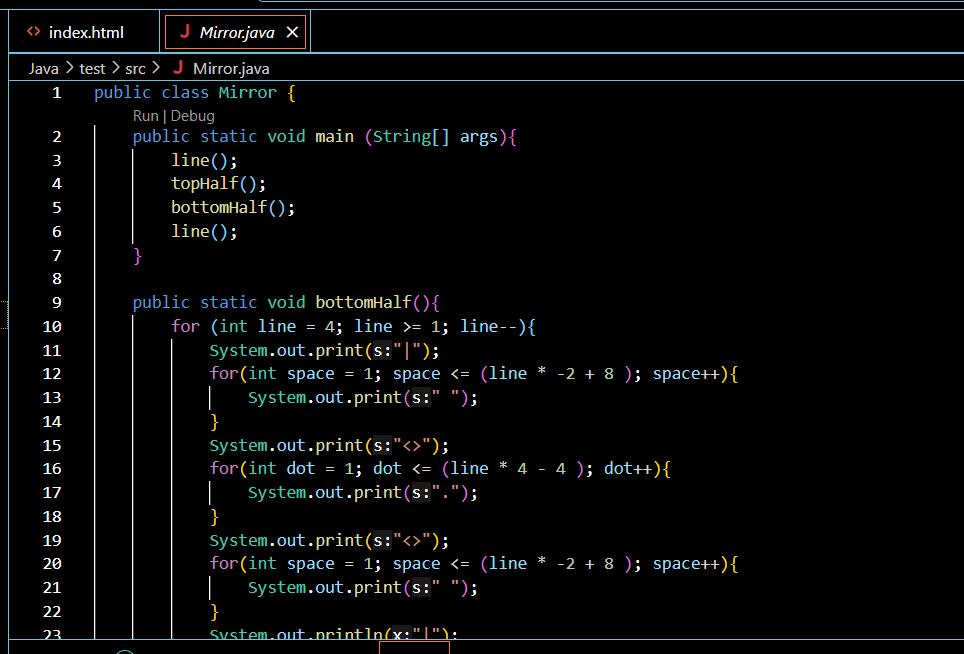 <> index.html J Mirror.java ✕
Java > test > src > J Mirror.java
1 public class Mirror {
Run | Debug
2 public static void main (String[] args){
3 line();
4 topHalf();
5 bottomHalf();
6 line();
7 }
8
9 public static void bottomHalf(){
10 for (int line = 4; line >= 1; line--){
11 System.out.print(s:"|");
12 for(int space = 1; space <= (line * -2 + 8 ); space++){
13 System.out.print(s:" ");
14 }
15 System.out.print(s:"<>");
16 for(int dot = 1; dot <= (line * 4 - 4 ); dot++){
17 System.out.print(s:".");
18 }
19 System.out.print(s:"<>");
20 for(int space = 1; space <= (line * -2 + 8 ); space++){
21 System.out.print(s:" ");
22 }
23 System.out.println(x:"|");